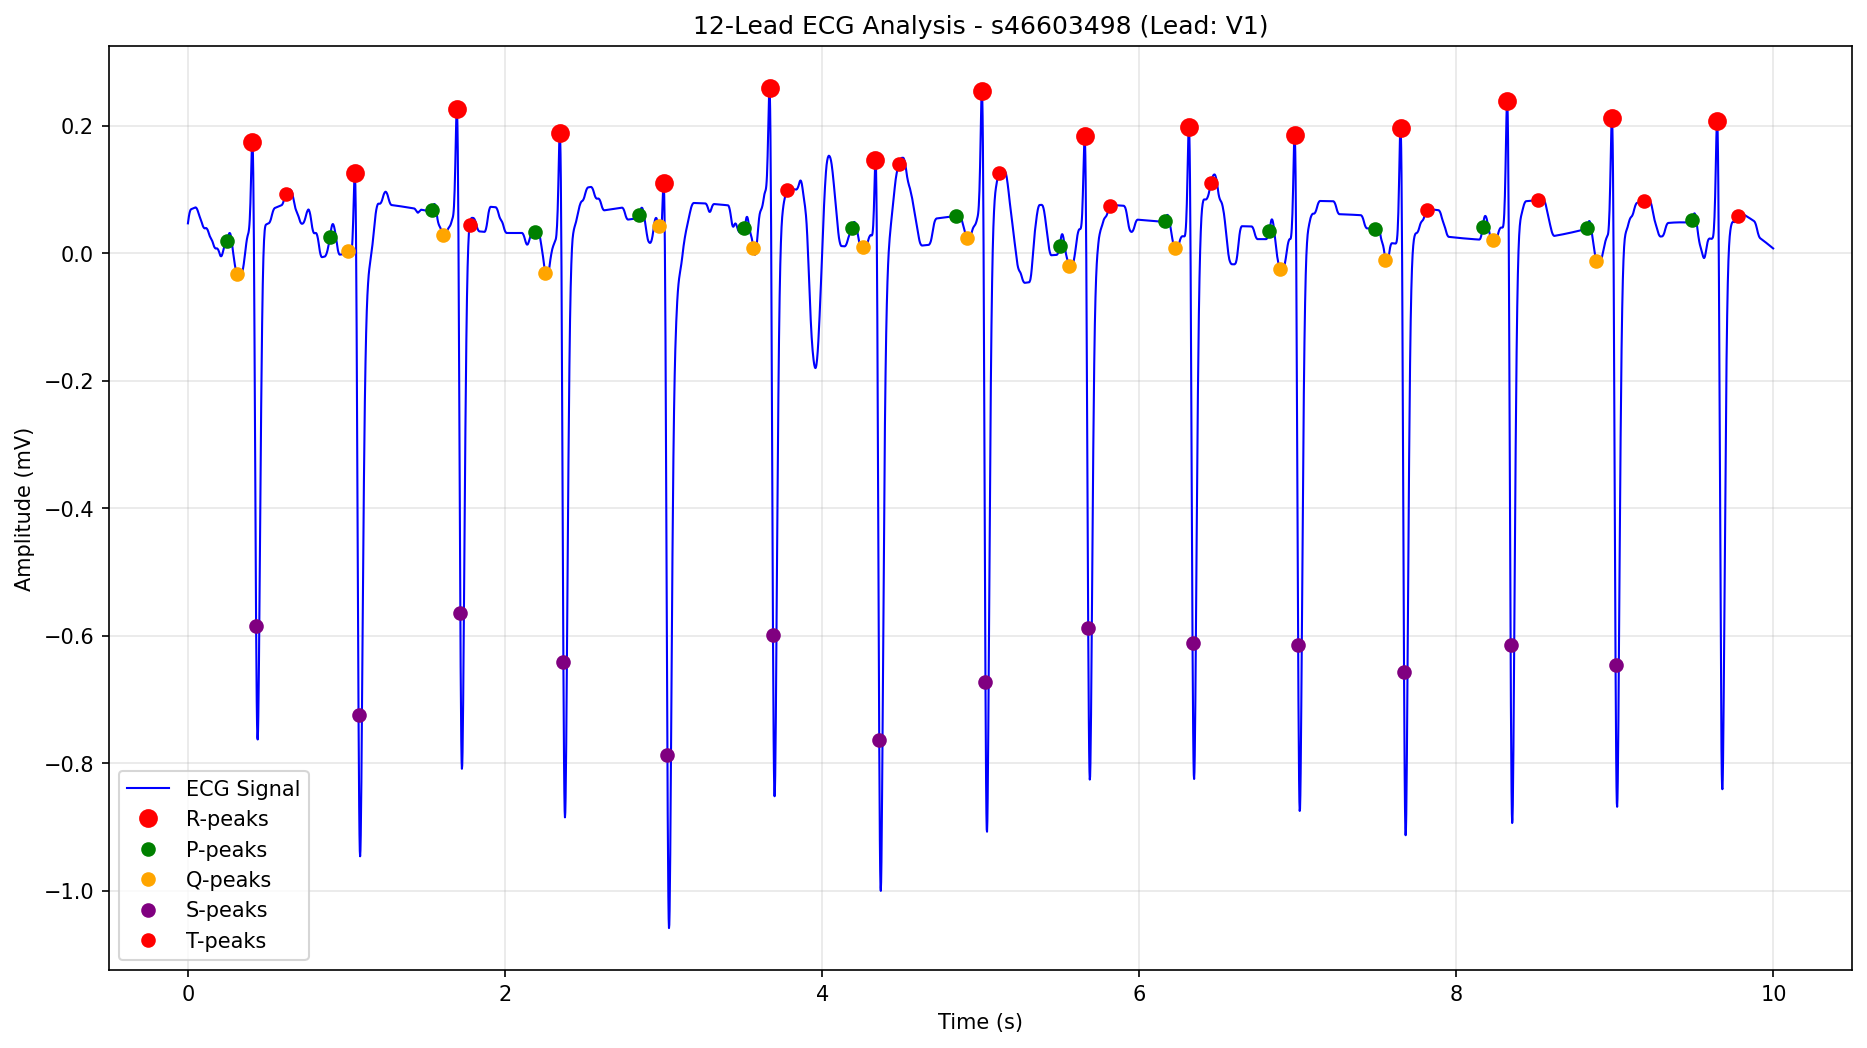 12-Lead ECG Analysis - s46603498 (Lead: V1)
Amplitude (mV)
0.2
0.0
−0.2
−0.4
−0.6
−0.8
−1.0
ECG Signal
R-peaks
P-peaks
Q-peaks
S-peaks
T-peaks
0 2 4 6 8 10
Time (s)